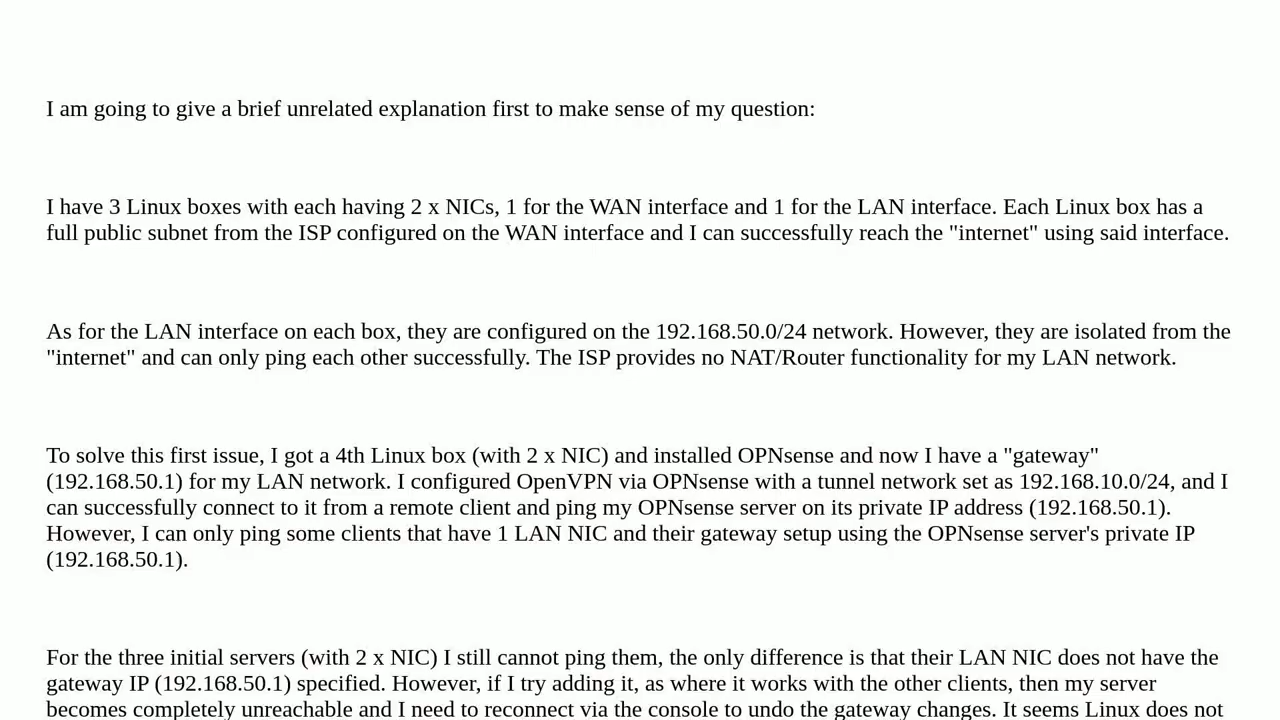 I am going to give a brief unrelated explanation first to make sense of my question:
I have 3 Linux boxes with each having 2 x NICs, 1 for the WAN interface and 1 for the LAN interface. Each Linux box has a
full public subnet from the ISP configured on the WAN interface and I can successfully reach the "internet" using said interface.
As for the LAN interface on each box, they are configured on the 192.168.50.0/24 network. However, they are isolated from the
"internet" and can only ping each other successfully. The ISP provides no NAT/Router functionality for my LAN network.
To solve this first issue, I got a 4th Linux box (with 2 x NIC) and installed OPNsense and now I have a "gateway"
(192.168.50.1) for my LAN network. I configured OpenVPN via OPNsense with a tunnel network set as 192.168.10.0/24, and I
can successfully connect to it from a remote client and ping my OPNsense server on its private IP address (192.168.50.1).
However, I can only ping some clients that have 1 LAN NIC and their gateway setup using the OPNsense server's private IP
(192.168.50.1).
For the three initial servers (with 2 x NIC) I still cannot ping them, the only difference is that their LAN NIC does not have the
gateway IP (192.168.50.1) specified. However, if I try adding it, as where it works with the other clients, then my server
becomes completely unreachable and I need to reconnect via the console to undo the gateway changes. It seems Linux does not